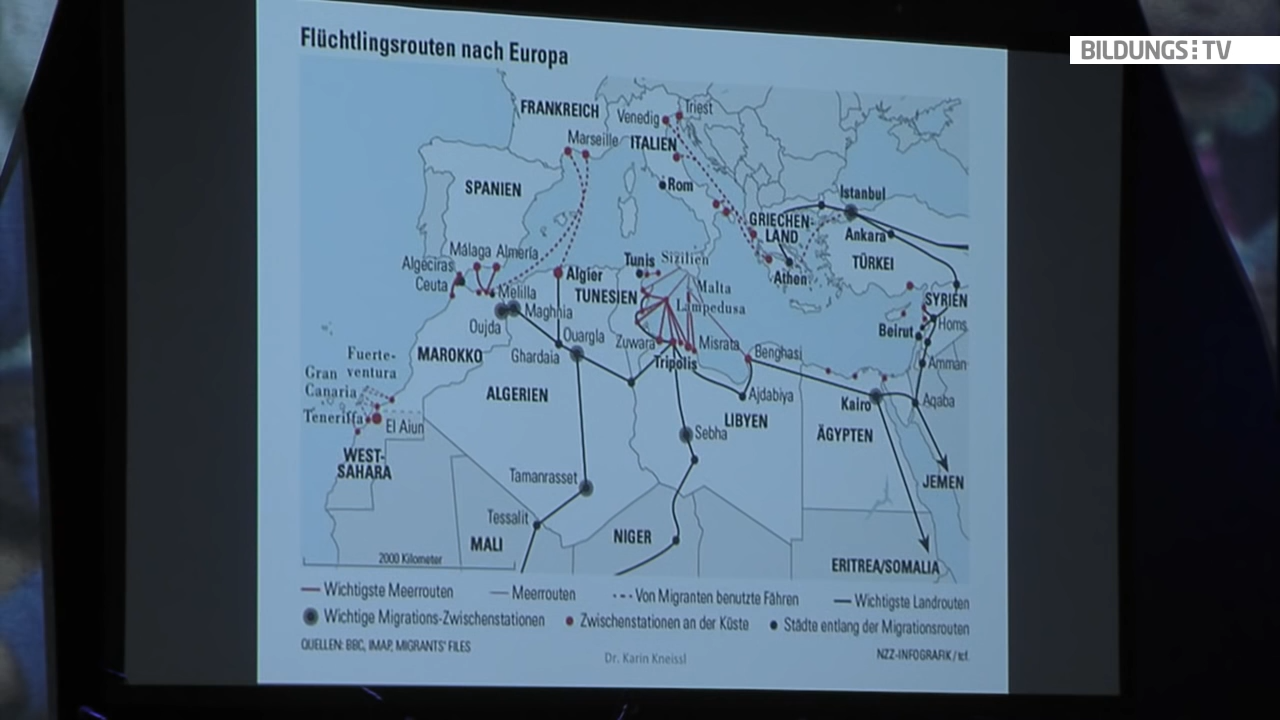 BILDUNGS:TV
Flüchtlingsrouten nach Europa
FRANKREICH
Venedig
Triest
Marseille
ITALIEN
SPANIEN
Rom
Istanbul
GRIECHEN-
LAND
Ankara
TÜRKEI
Málaga
Almería
Algeciras
Ceuta
Algier
Tunis
Sizilien
Athen
Melilla
TUNESIEN
Malta
Lampedusa
SYRIEN
Maghnia
Oujda
Beirut
Homs
MAROKKO
Ouargla
Ghardaia
Zuwara
Misrata
Tripolis
Benghasi
Amman
Fuerte-
ventura
Gran
Canaria
Teneriffa
El Aiun
ALGERIEN
Ajdabiya
LIBYEN
Kairo
Aqaba
ÄGYPTEN
Sebha
WEST-
SAHARA
Tamanrasset
JEMEN
Tessalit
MALI
NIGER
ERITREA/SOMALIA
2000 Kilometer
Wichtigste Meerrouten
Meerrouten
Von Migranten benutzte Fähren
Wichtigste Landrouten
Wichtige Migrations-Zwischenstationen
Zwischenstationen an der Küste
Städte entlang der Migrationsrouten
QUELLEN: BBC, IMAP, MIGRANTS' FILES
Dr. Karin Kneissl
NZZ-INFOGRAFIK/tcf.